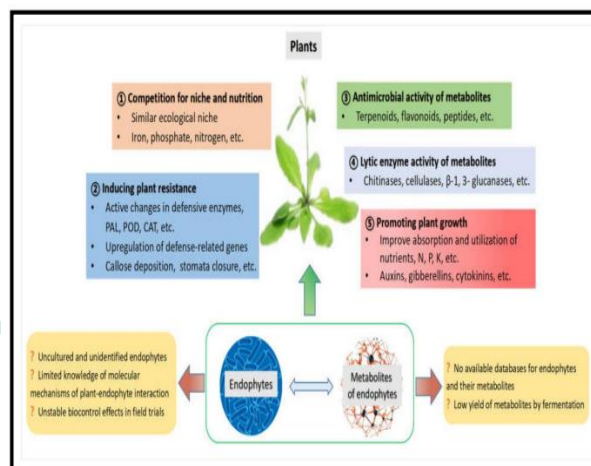 Plants
① Competition for niche and nutrition
• Similar ecological niche
• Iron, phosphate, nitrogen, etc.
② Inducing plant resistance
• Active changes in defensive enzymes,
PAL, POD, CAT, etc.
• Upregulation of defense-related genes
• Callose deposition, stomata closure, etc.
③ Antimicrobial activity of metabolites
• Terpenoids, flavonoids, peptides, etc.
④ Lytic enzyme activity of metabolites
• Chitinases, cellulases, β-1, 3- glucanases, etc.
⑤ Promoting plant growth
• Improve absorption and utilization of
nutrients, N, P, K, etc.
• Auxins, gibberellins, cytokinins, etc.
? Uncultured and unidentified endophytes
? Limited knowledge of molecular
mechanisms of plant-endophyte interaction
? Unstable biocontrol effects in field trials
Endophytes
Metabolites
of endophytes
? No available databases for endophytes
and their metabolites
? Low yield of metabolites by fermentation